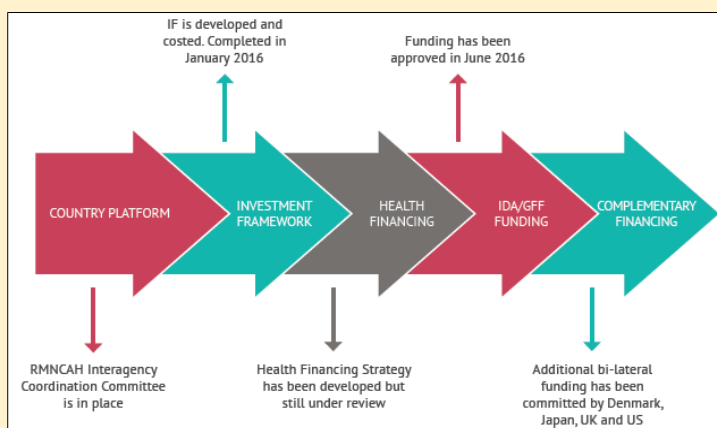 IF is developed and
costed. Completed in
January 2016
Funding has been
approved in June 2016
COUNTRY PLATFORM
INVESTMENT
FRAMEWORK
HEALTH
FINANCING
IDA/GFF
FUNDING
COMPLEMENTARY
FINANCING
RMNCAH Interagency
Coordination Committee
is in place
Health Financing Strategy
has been developed but
still under review
Additional bi-lateral
funding has been
committed by Denmark,
Japan, UK and US